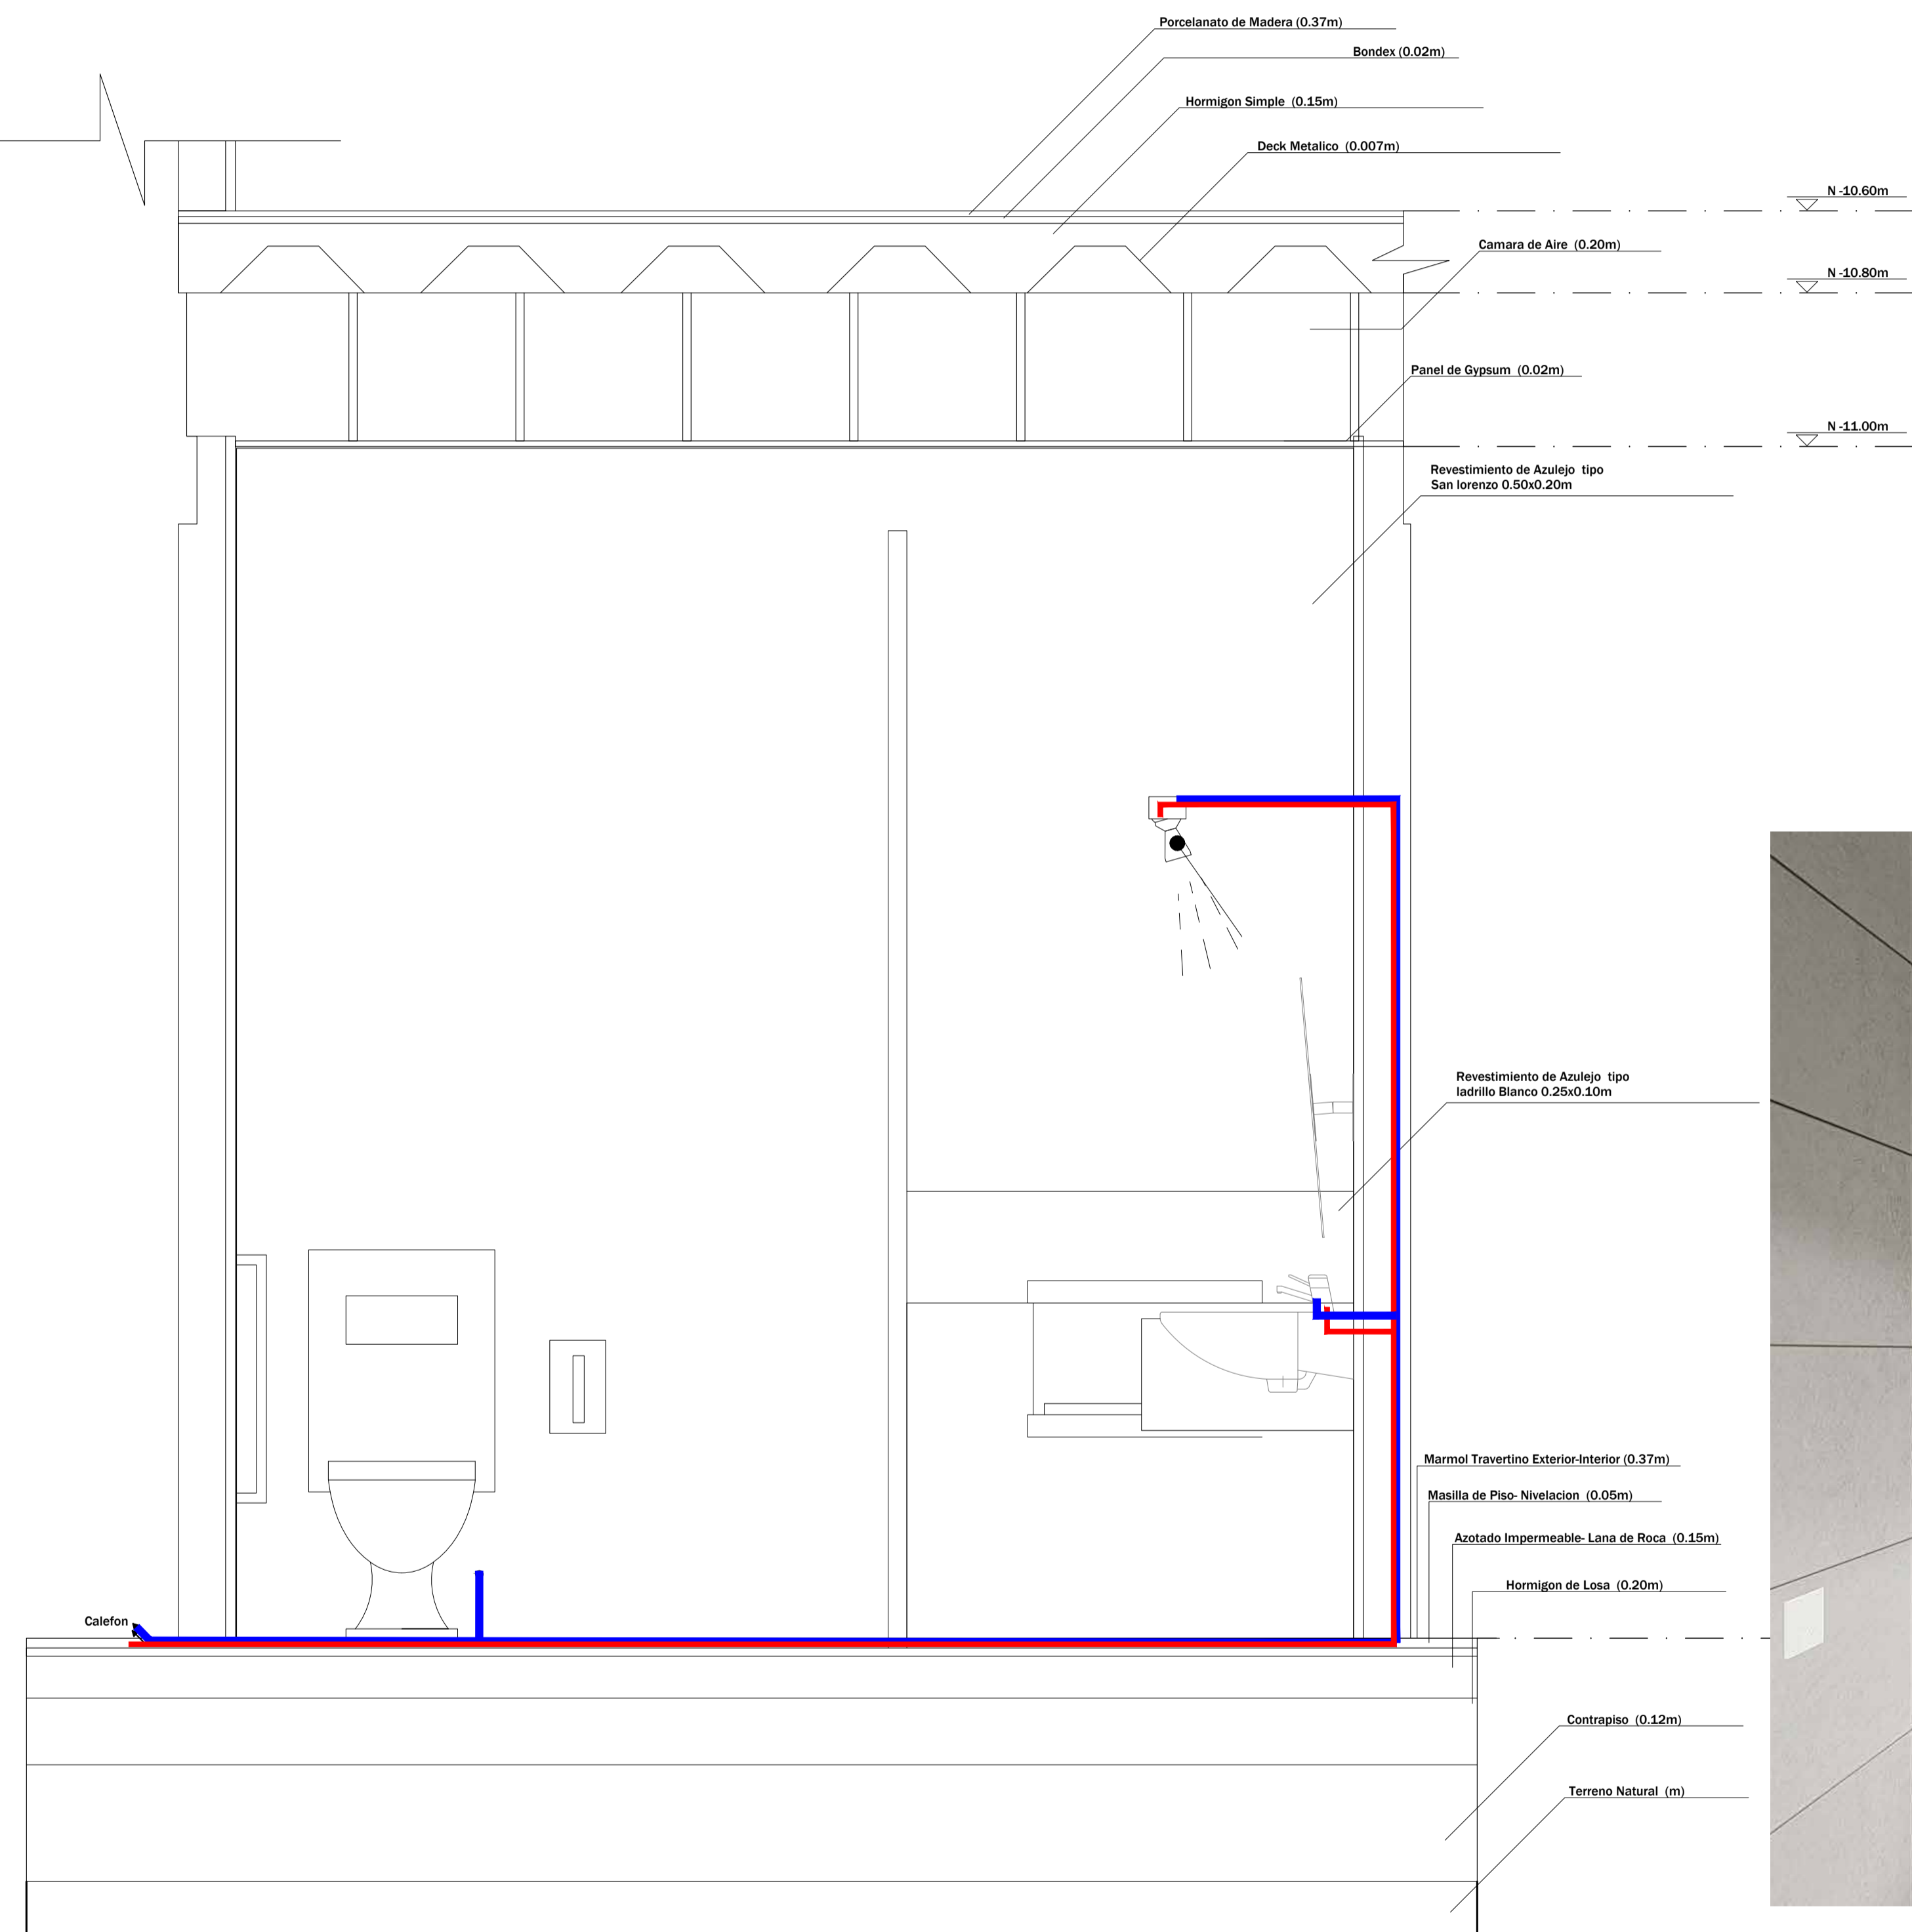 Porcelanato de Madera (0.37m)
Bondex (0.02m)
Hormigon Simple (0.15m)
Deck Metalico (0.007m)
N -10.60m
Camara de Aire (0.20m)
N -10.80m
Panel de Gypsum (0.02m)
N -11.00m
Revestimiento de Azulejo tipo
San lorenzo 0.50x0.20m
Revestimiento de Azulejo tipo
ladrillo Blanco 0.25x0.10m
Marmol Travertino Exterior-Interior (0.37m)
Masilla de Piso- Nivelacion (0.05m)
Azotado Impermeable- Lana de Roca (0.15m)
Hormigon de Losa (0.20m)
Calefon
Contrapiso (0.12m)
Terreno Natural (m)